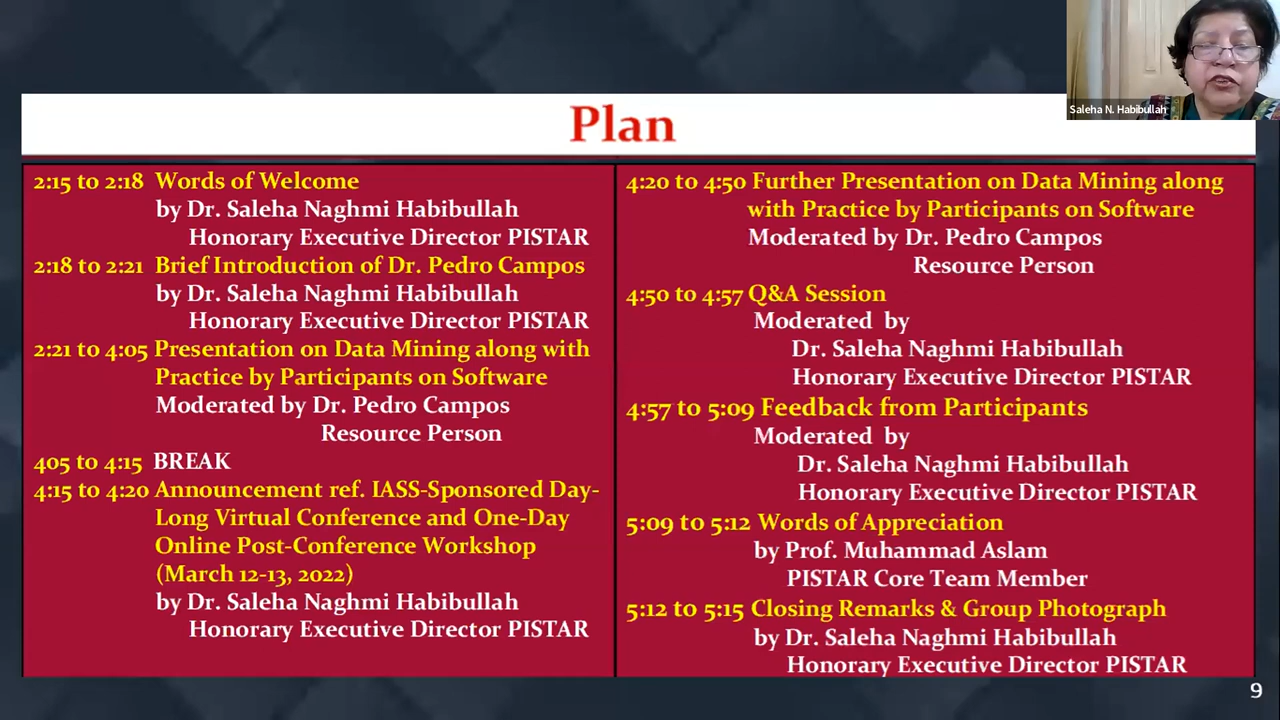 Saleha N. Habibullah
Plan
2:15 to 2:18 Words of Welcome
by Dr. Saleha Naghmi Habibullah
Honorary Executive Director PISTAR
2:18 to 2:21 Brief Introduction of Dr. Pedro Campos
by Dr. Saleha Naghmi Habibullah
Honorary Executive Director PISTAR
2:21 to 4:05 Presentation on Data Mining along with
Practice by Participants on Software
Moderated by Dr. Pedro Campos
Resource Person
405 to 4:15 BREAK
4:15 to 4:20 Announcement ref. IASS-Sponsored Day-
Long Virtual Conference and One-Day
Online Post-Conference Workshop
(March 12-13, 2022)
by Dr. Saleha Naghmi Habibullah
Honorary Executive Director PISTAR
4:20 to 4:50 Further Presentation on Data Mining along
with Practice by Participants on Software
Moderated by Dr. Pedro Campos
Resource Person
4:50 to 4:57 Q&A Session
Moderated by
Dr. Saleha Naghmi Habibullah
Honorary Executive Director PISTAR
4:57 to 5:09 Feedback from Participants
Moderated by
Dr. Saleha Naghmi Habibullah
Honorary Executive Director PISTAR
5:09 to 5:12 Words of Appreciation
by Prof. Muhammad Aslam
PISTAR Core Team Member
5:12 to 5:15 Closing Remarks & Group Photograph
by Dr. Saleha Naghmi Habibullah
Honorary Executive Director PISTAR
9